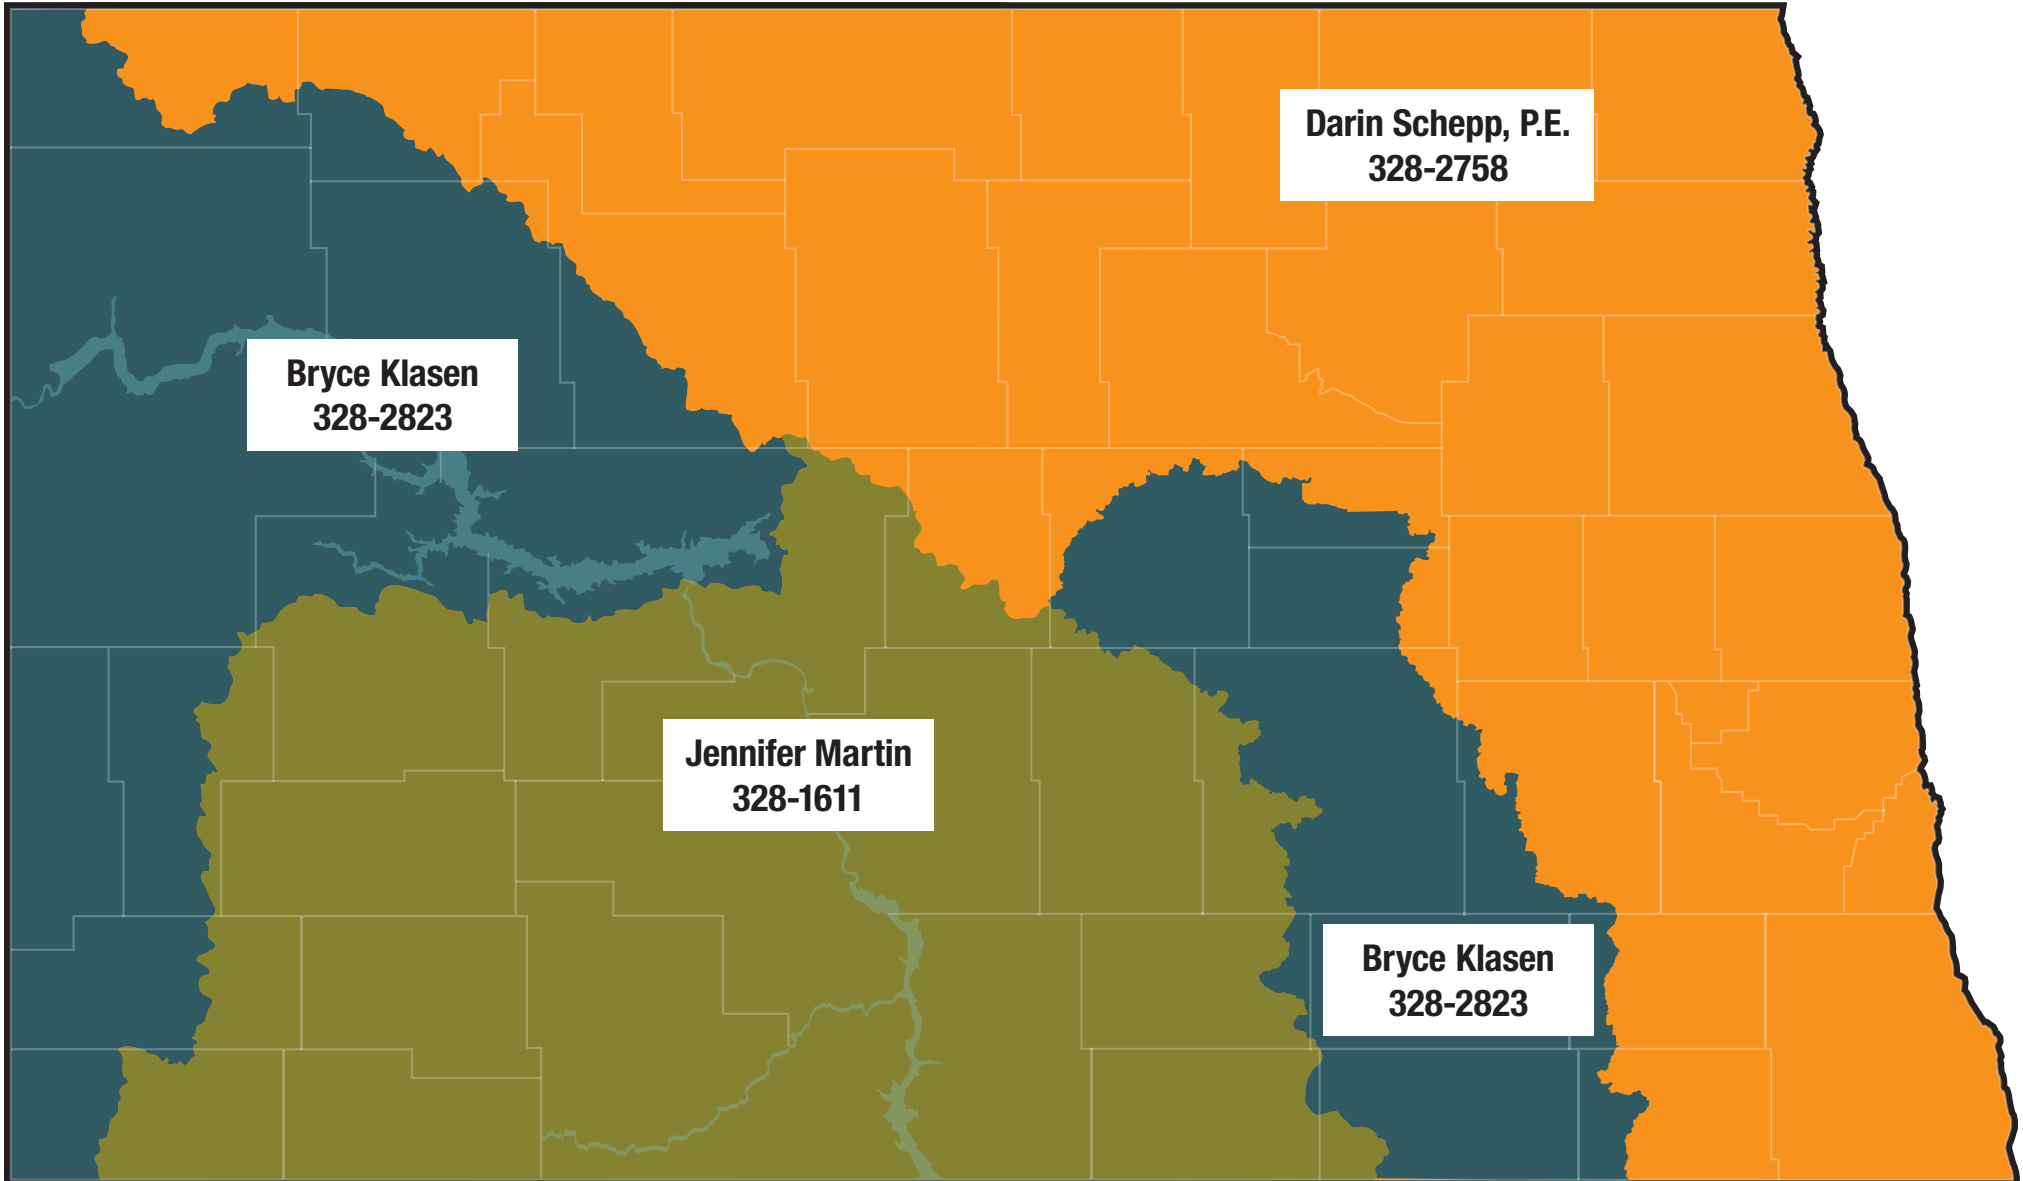 Darin Schepp, P.E.
328-2758
Bryce Klasen
328-2823
Jennifer Martin
328-1611
Bryce Klasen
328-2823